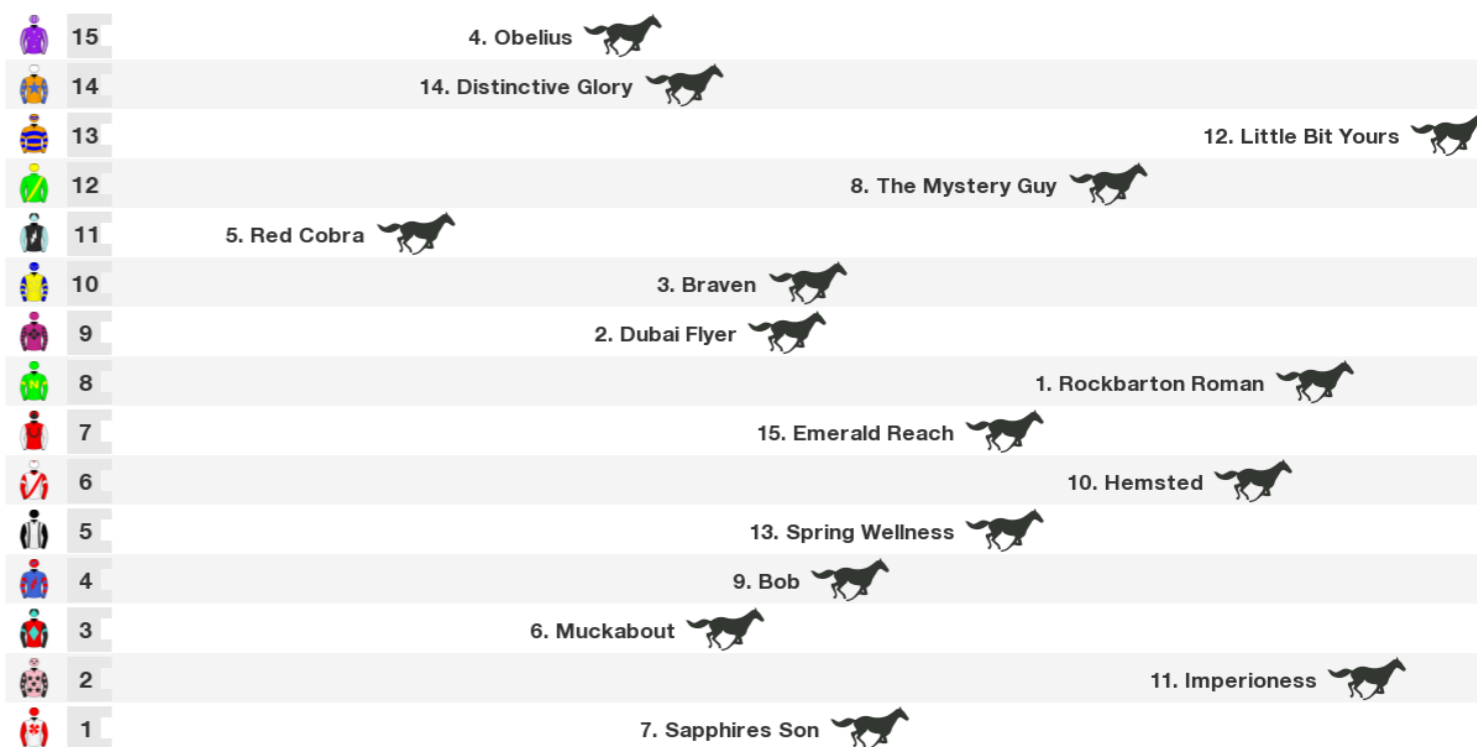 15 4. Obelius
14 14. Distinctive Glory
13 12. Little Bit Yours
12 8. The Mystery Guy
11 5. Red Cobra
10 3. Braven
9 2. Dubai Flyer
8 1. Rockbarton Roman
7 15. Emerald Reach
6 10. Hemsted
5 13. Spring Wellness
4 9. Bob
3 6. Muckabout
2 11. Imperioness
1 7. Sapphires Son